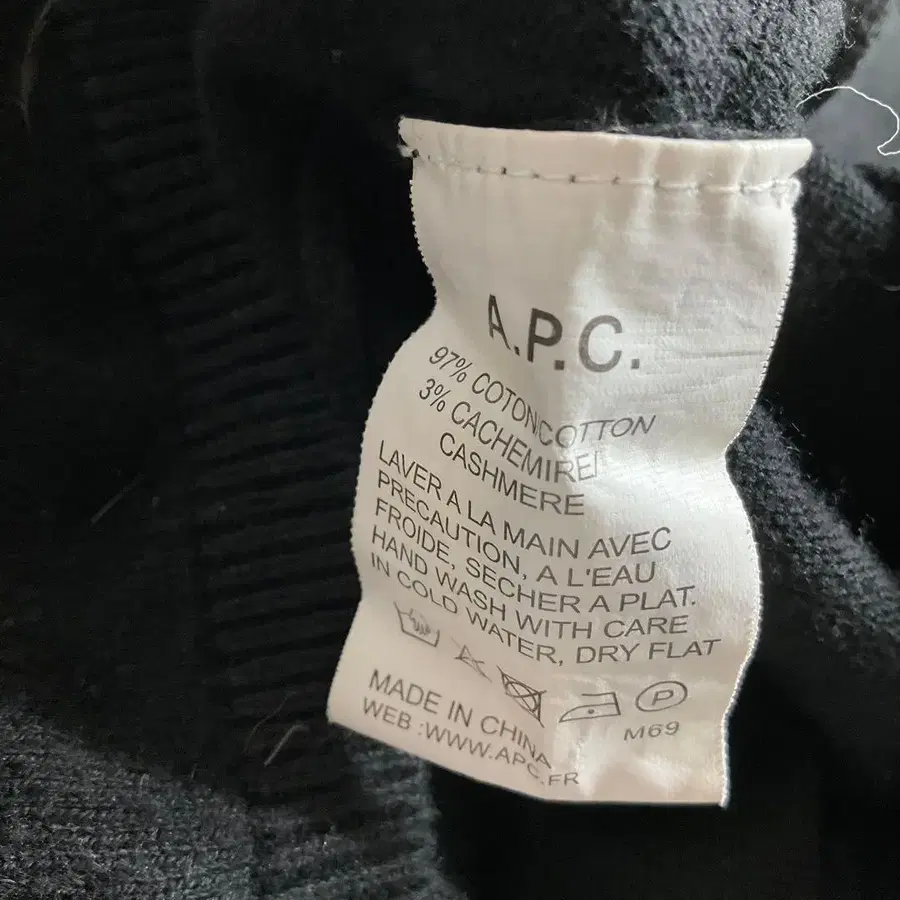 A.P.C.
97% COTON/COTTON
3% CACHEMIRE/
CASHMERE
LAVER A LA MAIN AVEC
PRECAUTION, A L'EAU
FROIDE, SECHER A PLAT.
HAND WASH WITH CARE
IN COLD WATER, DRY FLAT
P
MADE IN CHINA
M69
WEB :WWW.APC.FR